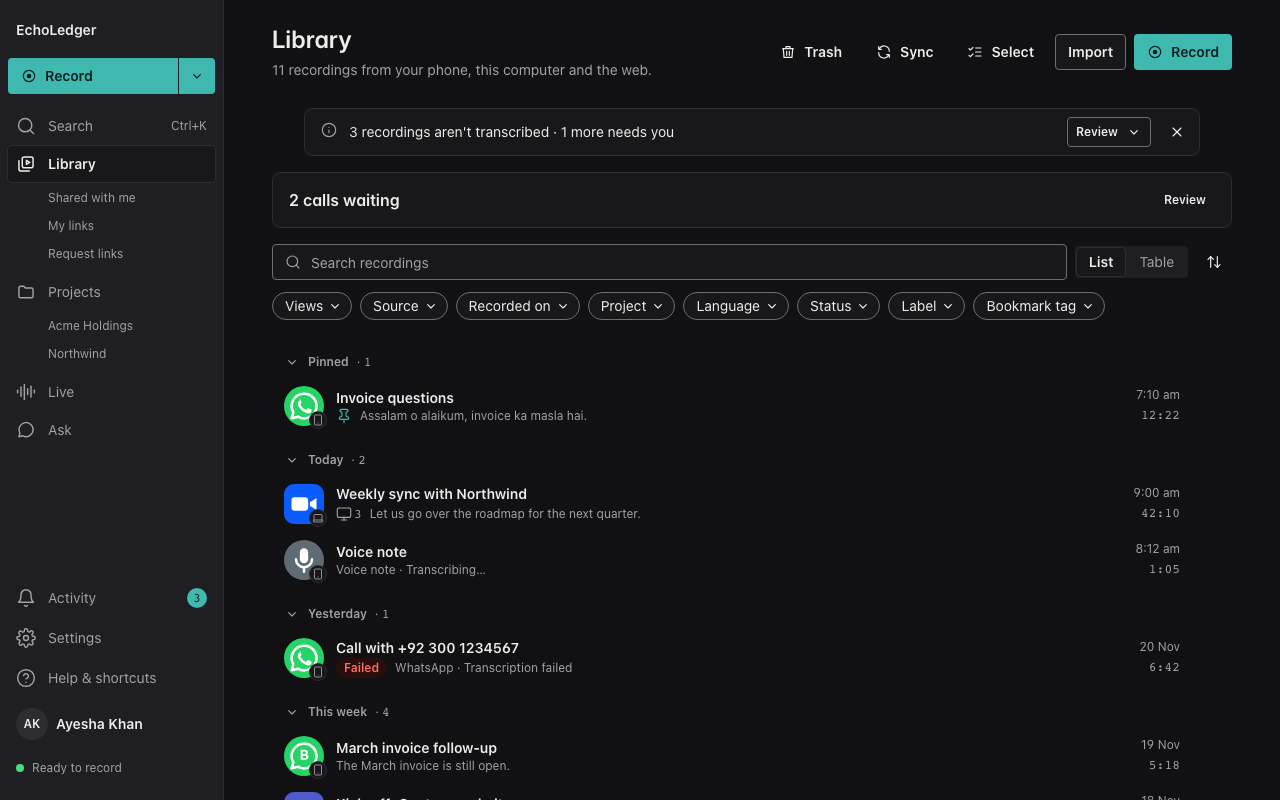 EchoLedger
Record
Search Ctrl+K
Library
Shared with me
My links
Request links
Projects
Acme Holdings
Northwind
Live
Ask
Activity 3
Settings
Help & shortcuts
AK Ayesha Khan
Ready to record
Library
11 recordings from your phone, this computer and the web.
Trash Sync Select Import Record
3 recordings aren't transcribed · 1 more needs you Review
2 calls waiting Review
Search recordings List Table
Views Source Recorded on Project Language Status Label Bookmark tag
Pinned · 1
Invoice questions 7:10 am
Assalam o alaikum, invoice ka masla hai. 12:22
Today · 2
Weekly sync with Northwind 9:00 am
3 Let us go over the roadmap for the next quarter. 42:10
Voice note 8:12 am
Voice note · Transcribing... 1:05
Yesterday · 1
Call with +92 300 1234567 20 Nov
Failed WhatsApp · Transcription failed 6:42
This week · 4
March invoice follow-up 19 Nov
B The March invoice is still open. 5:18